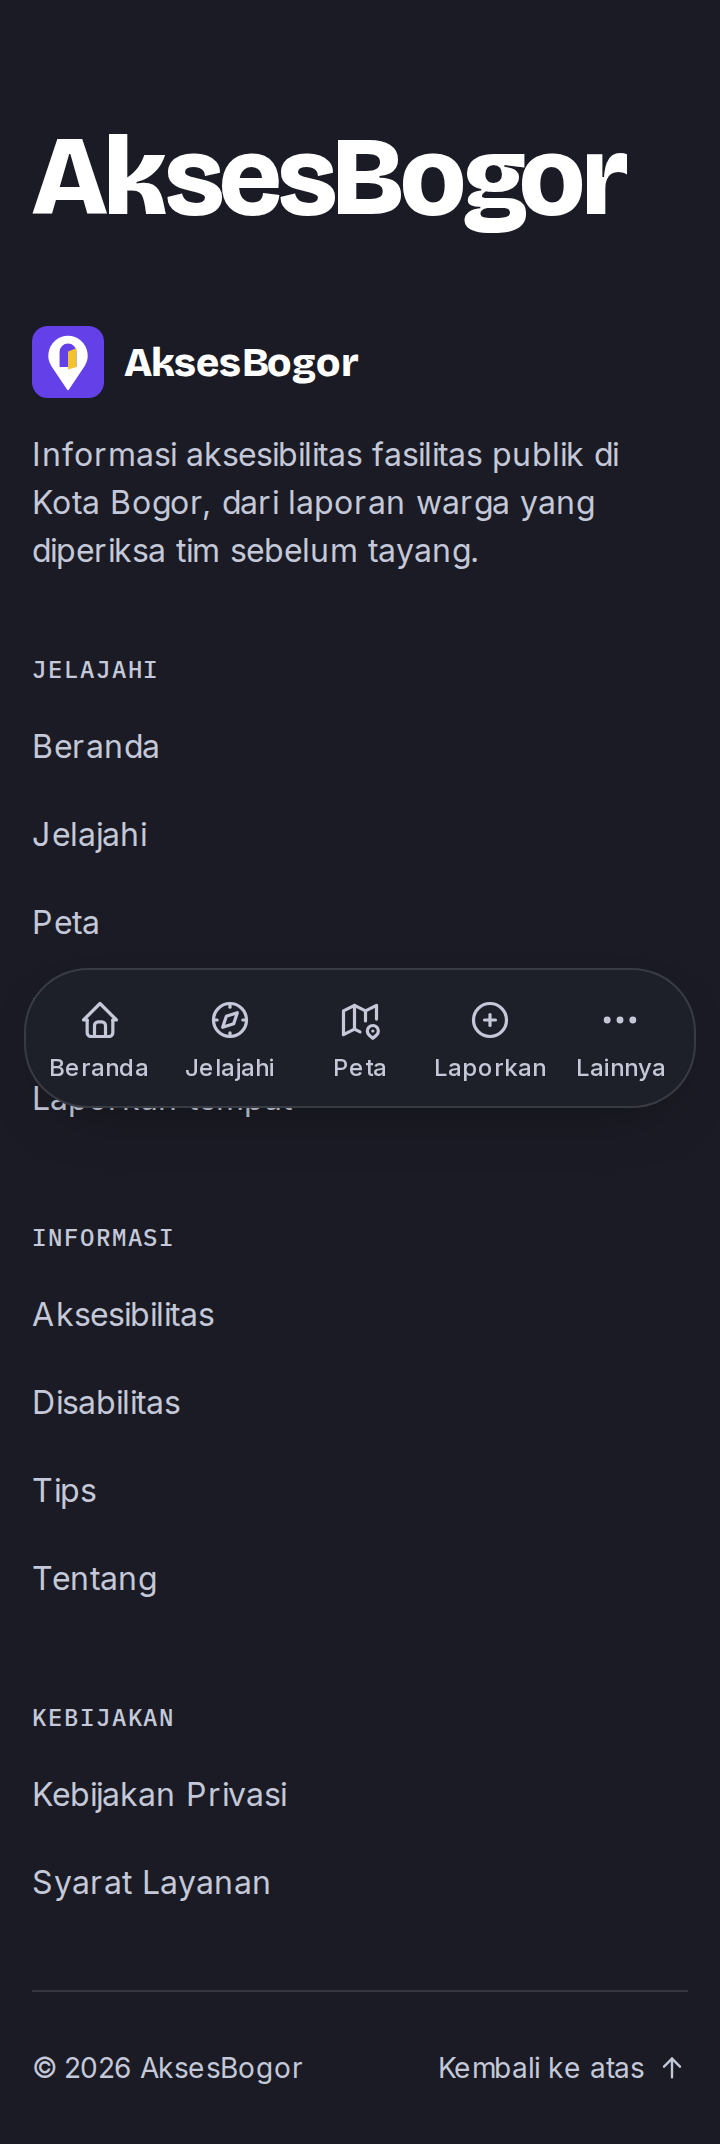 AksesBogor
AksesBogor
Informasi aksesibilitas fasilitas publik di
Kota Bogor, dari laporan warga yang
diperiksa tim sebelum tayang.
JELAJAHI
Beranda
Jelajahi
Peta
Beranda Jelajahi Peta Laporkan Lainnya
Laporkan tempat
INFORMASI
Aksesibilitas
Disabilitas
Tips
Tentang
KEBIJAKAN
Kebijakan Privasi
Syarat Layanan
© 2026 AksesBogor Kembali ke atas ↑